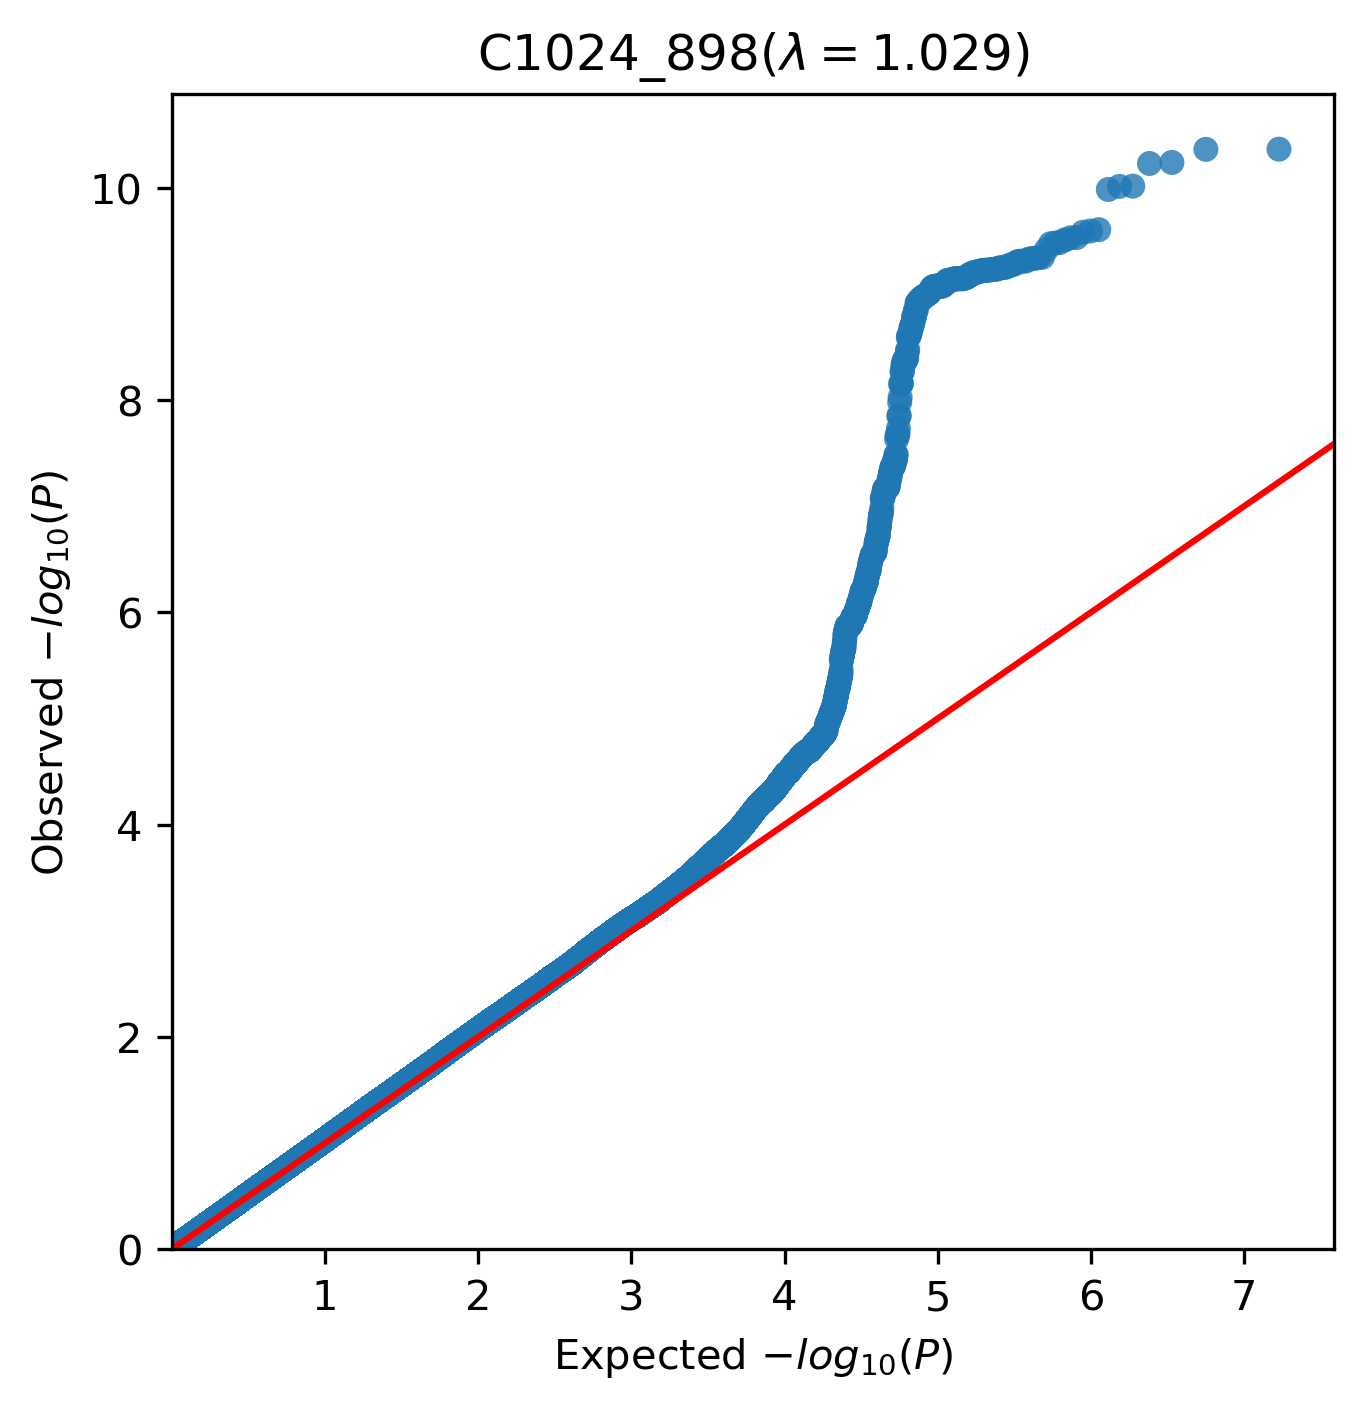 C1024_898(λ = 1.029)
Observed −log₁₀(P)
10
8
6
4
2
0
1 2 3 4 5 6 7
Expected −log₁₀(P)